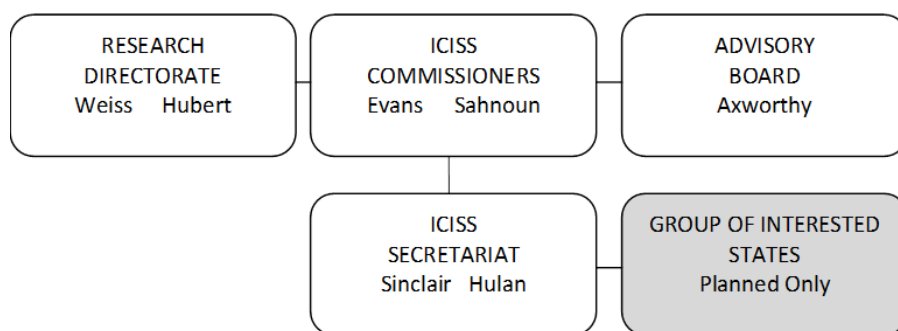 RESEARCH
DIRECTORATE
Weiss Hubert
ICISS
COMMISSIONERS
Evans Sahnoun
ADVISORY
BOARD
Axworthy
ICISS
SECRETARIAT
Sinclair Hulan
GROUP OF INTERESTED
STATES
Planned Only